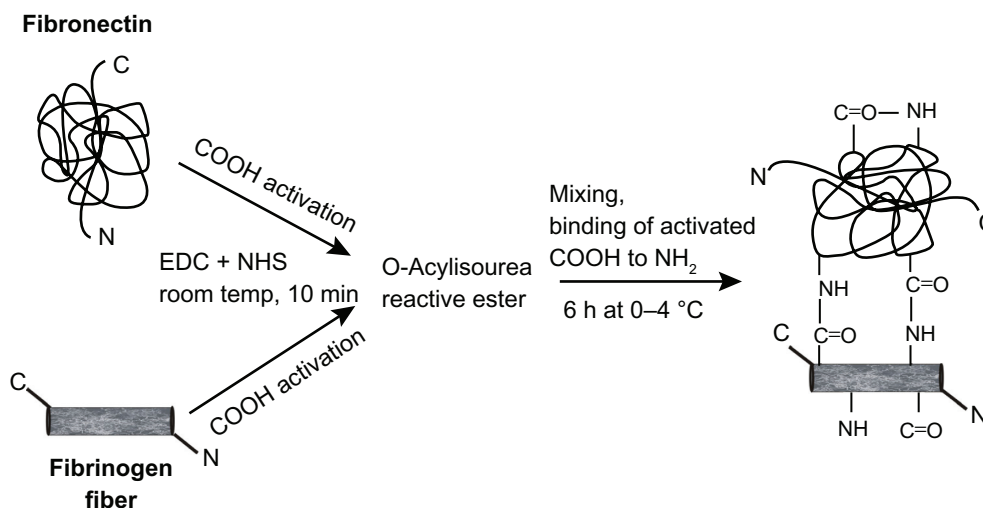 Fibronectin
C
N
COOH activation
EDC + NHS
room temp, 10 min
COOH activation
C
N
Fibrinogen
fiber
O-Acylisourea
reactive ester
Mixing,
binding of activated
COOH to NH₂
6 h at 0–4 °C
C=O NH
N
C
NH
C=O
C=O
NH
C
N
NH
C=O